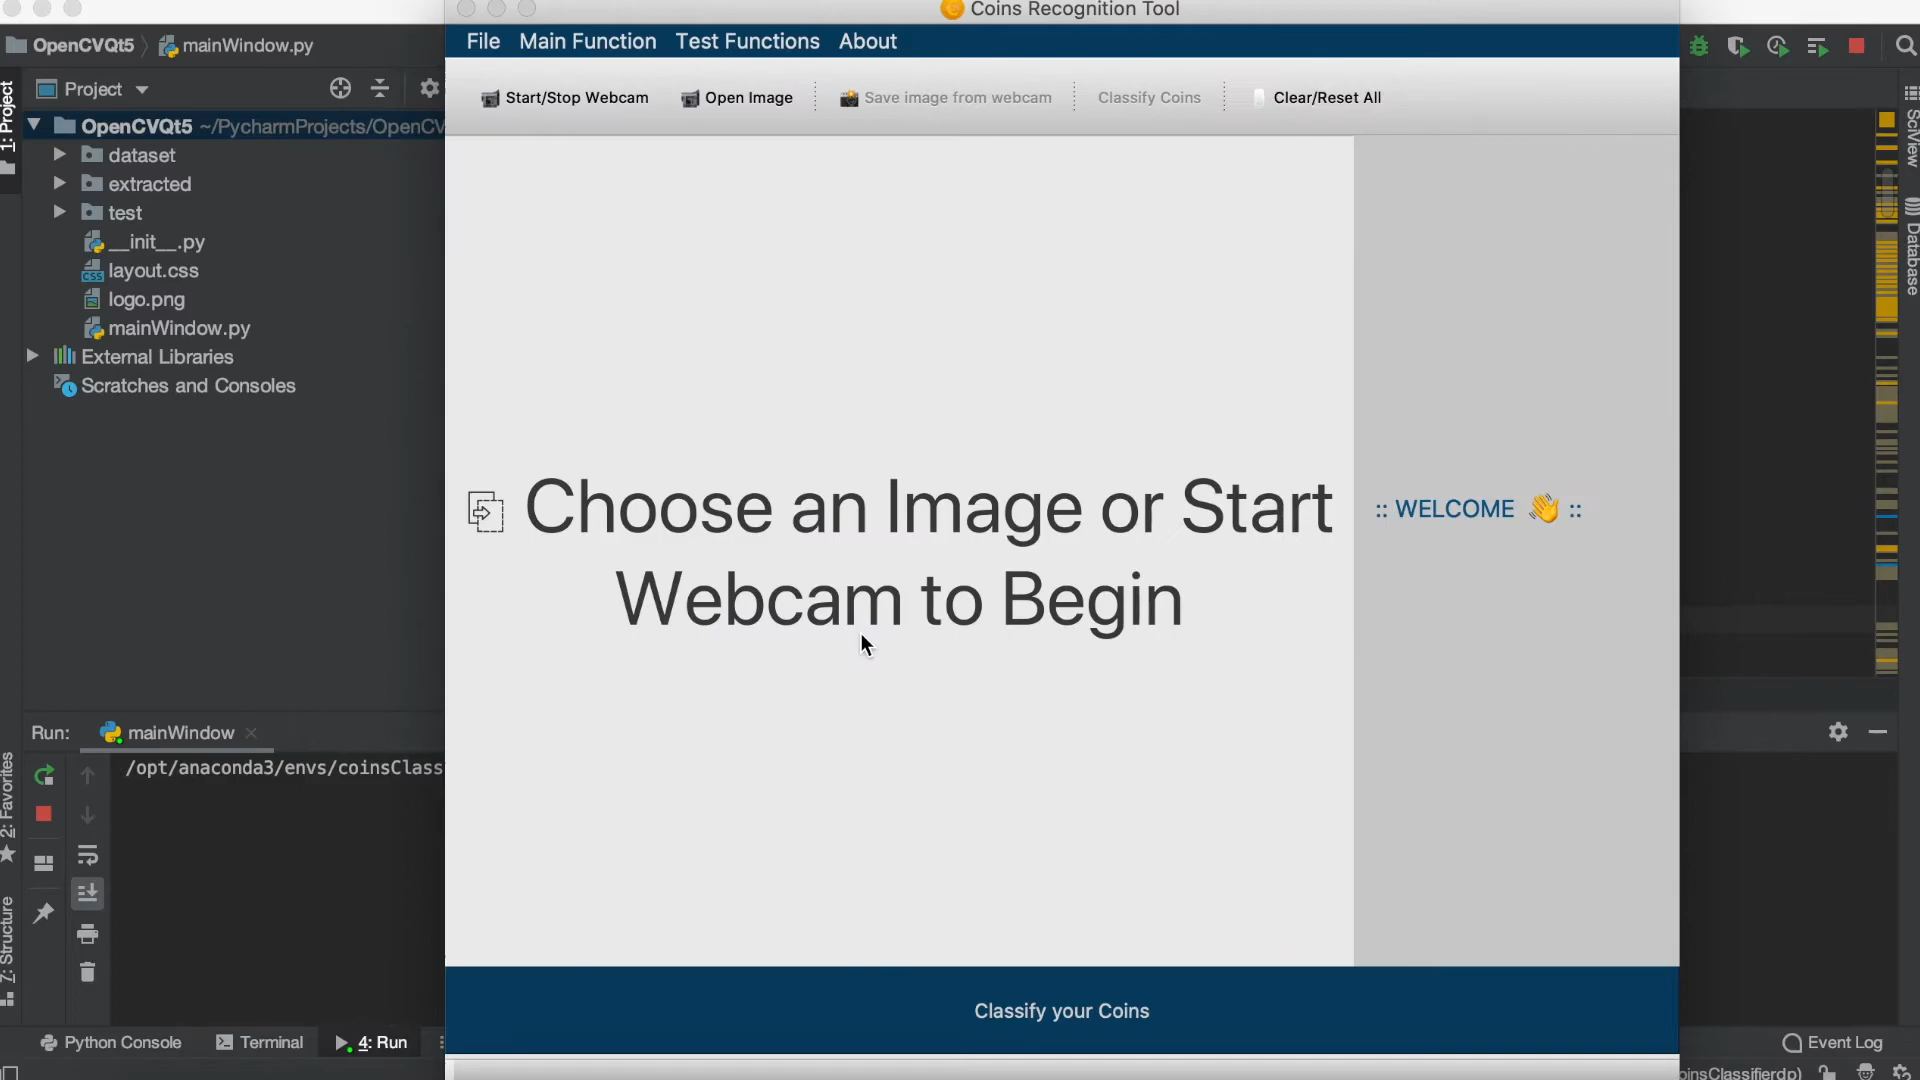 Coins Recognition Tool
OpenCVQt5
mainWindow.py
File Main Function Test Functions About
Project
Start/Stop Webcam Open Image Save image from webcam Classify Coins Clear/Reset All
1: Project
OpenCVQt5 ~/PycharmProjects/OpenCV
dataset
extracted
test
__init__.py
layout.css
logo.png
mainWindow.py
External Libraries
Scratches and Consoles
SciView
Database
Choose an Image or Start
Webcam to Begin
:: WELCOME 👋 ::
Run: mainWindow
/opt/anaconda3/envs/coinsClass
2: Favorites
7: Structure
Classify your Coins
Python Console Terminal 4: Run
Event Log
oinsClassifierdp)